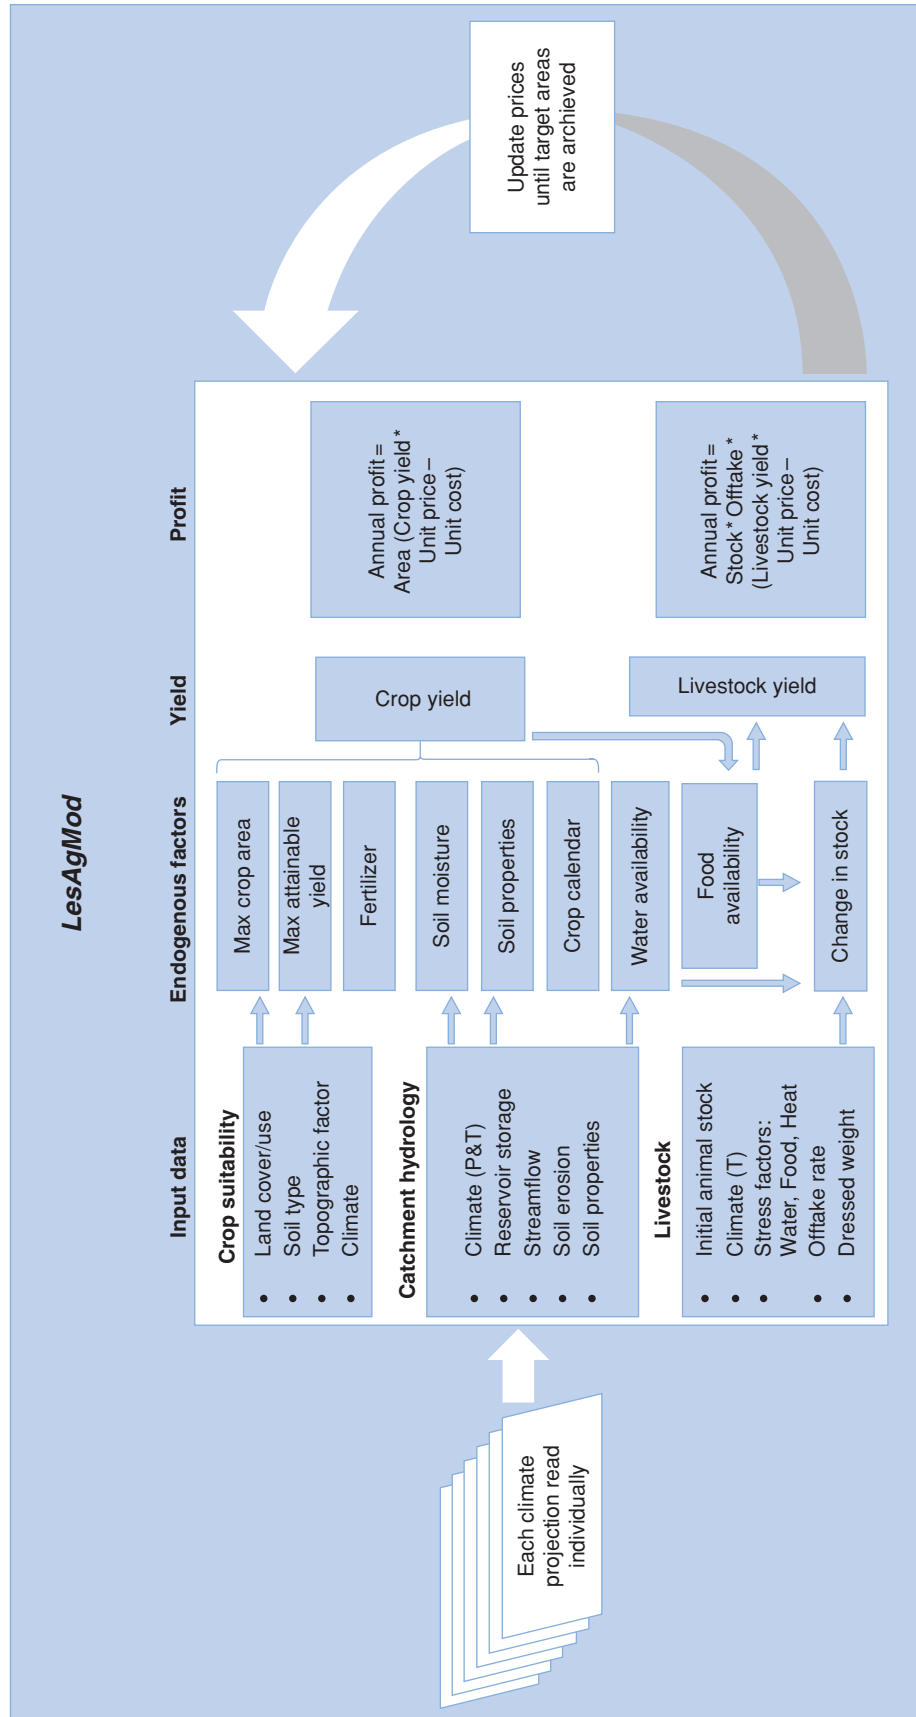 LesAgMod
Input data
Endogenous factors
Yield
Profit
Each climate
projection read
individually
Crop suitability
• Land cover/use
• Soil type
• Topographic factor
• Climate
Catchment hydrology
• Climate (P&T)
• Reservoir storage
• Streamflow
• Soil erosion
• Soil properties
Livestock
• Initial animal stock
• Climate (T)
• Stress factors:
Water, Food, Heat
• Offtake rate
• Dressed weight
Max crop area
Max attainable
yield
Fertilizer
Soil moisture
Soil properties
Crop calendar
Water availability
Food
availability
Change in stock
Crop yield
Livestock yield
Annual profit=
Area (Crop yield*
Unit price–
Unit cost)
Annual profit=
Stock* Offtake*
(Livestock yield*
Unit price–
Unit cost)
Update prices
until target areas
are archieved